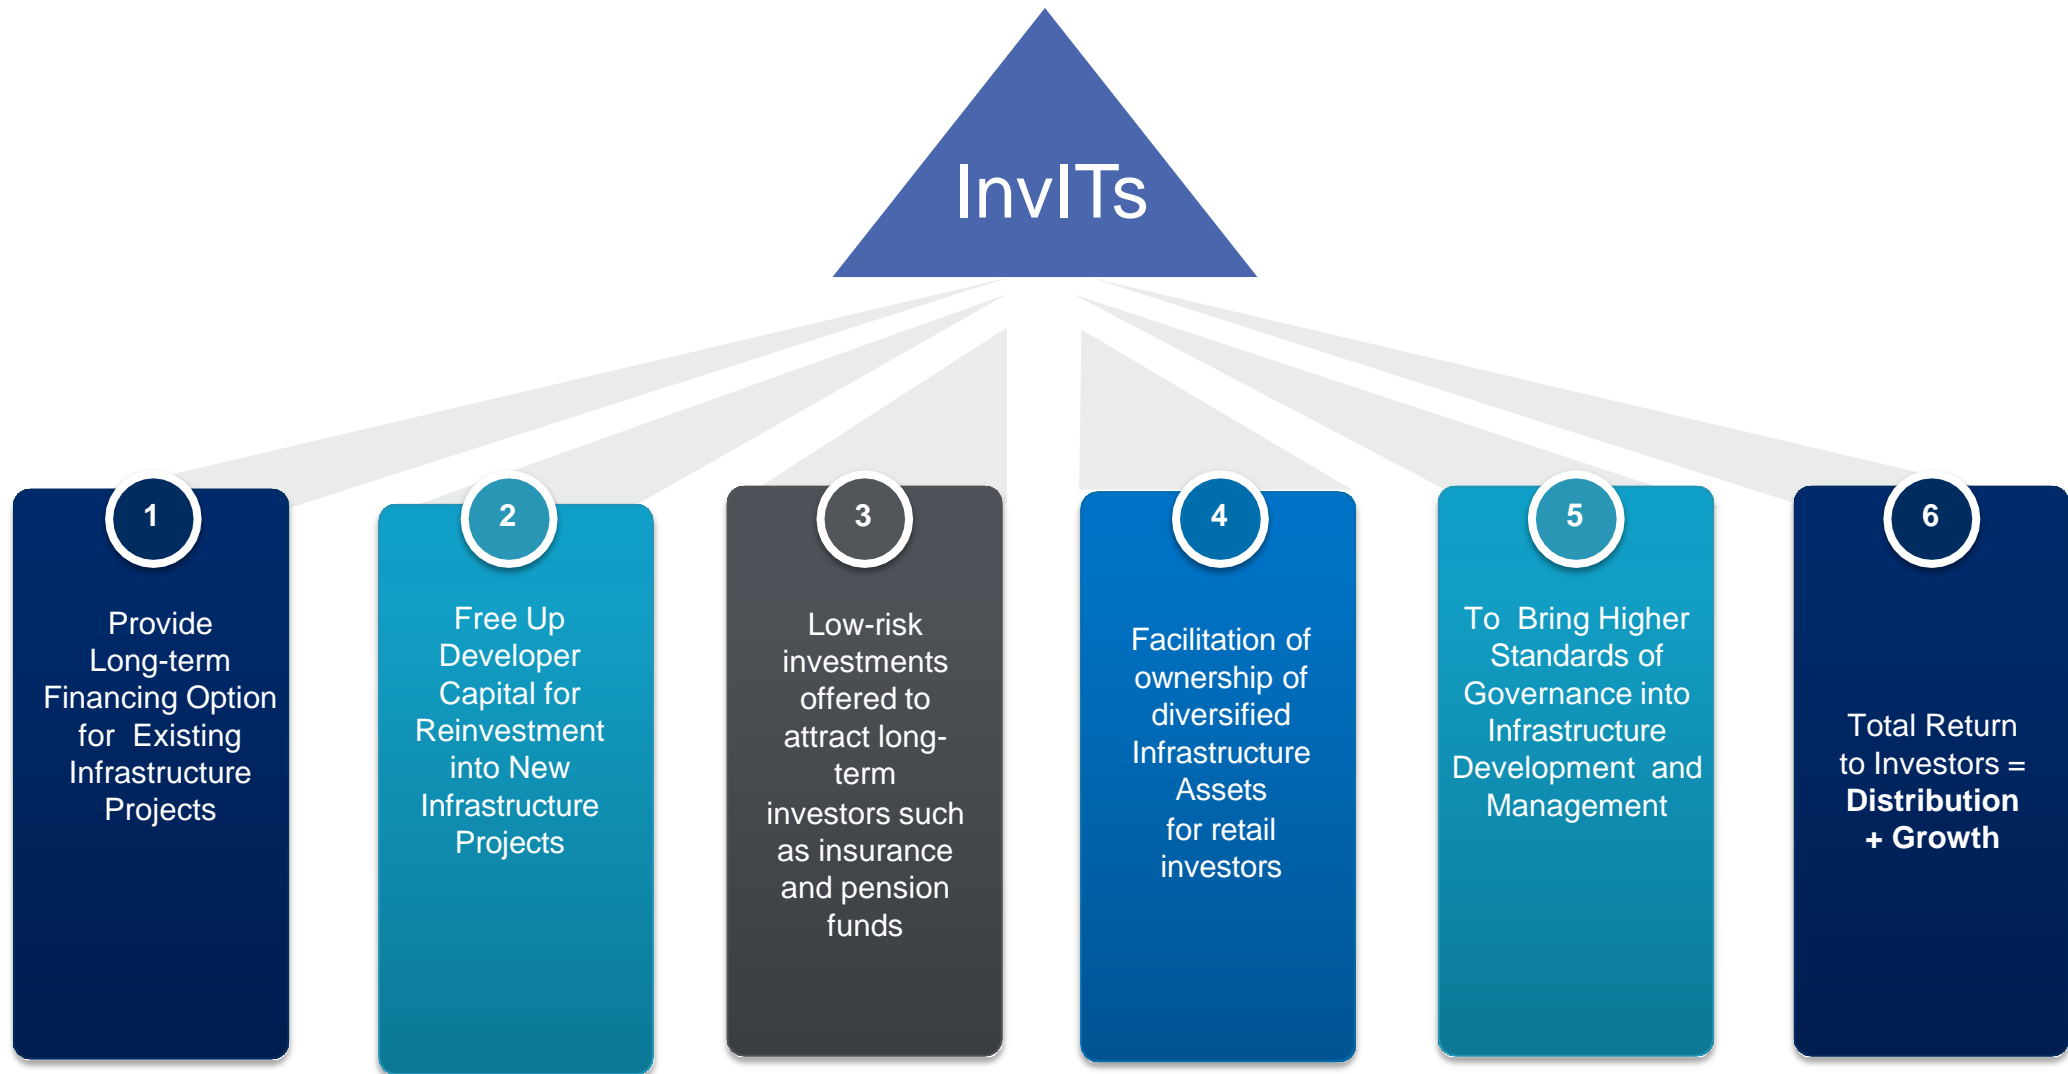 InvITs
1
Provide
Long-term
Financing Option
for Existing
Infrastructure
Projects
2
Free Up
Developer
Capital for
Reinvestment
into New
Infrastructure
Projects
3
Low-risk
investments
offered to
attract long-
term
investors such
as insurance
and pension
funds
4
Facilitation of
ownership of
diversified
Infrastructure
Assets
for retail
investors
5
To Bring Higher
Standards of
Governance into
Infrastructure
Development and
Management
6
Total Return
to Investors =
Distribution
+ Growth